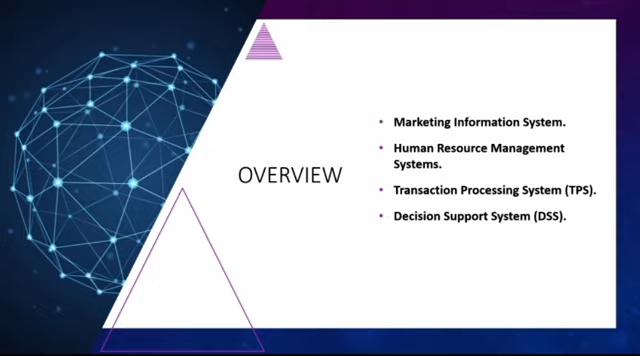 OVERVIEW
• Marketing Information System.
• Human Resource Management
Systems.
• Transaction Processing System (TPS).
• Decision Support System (DSS).